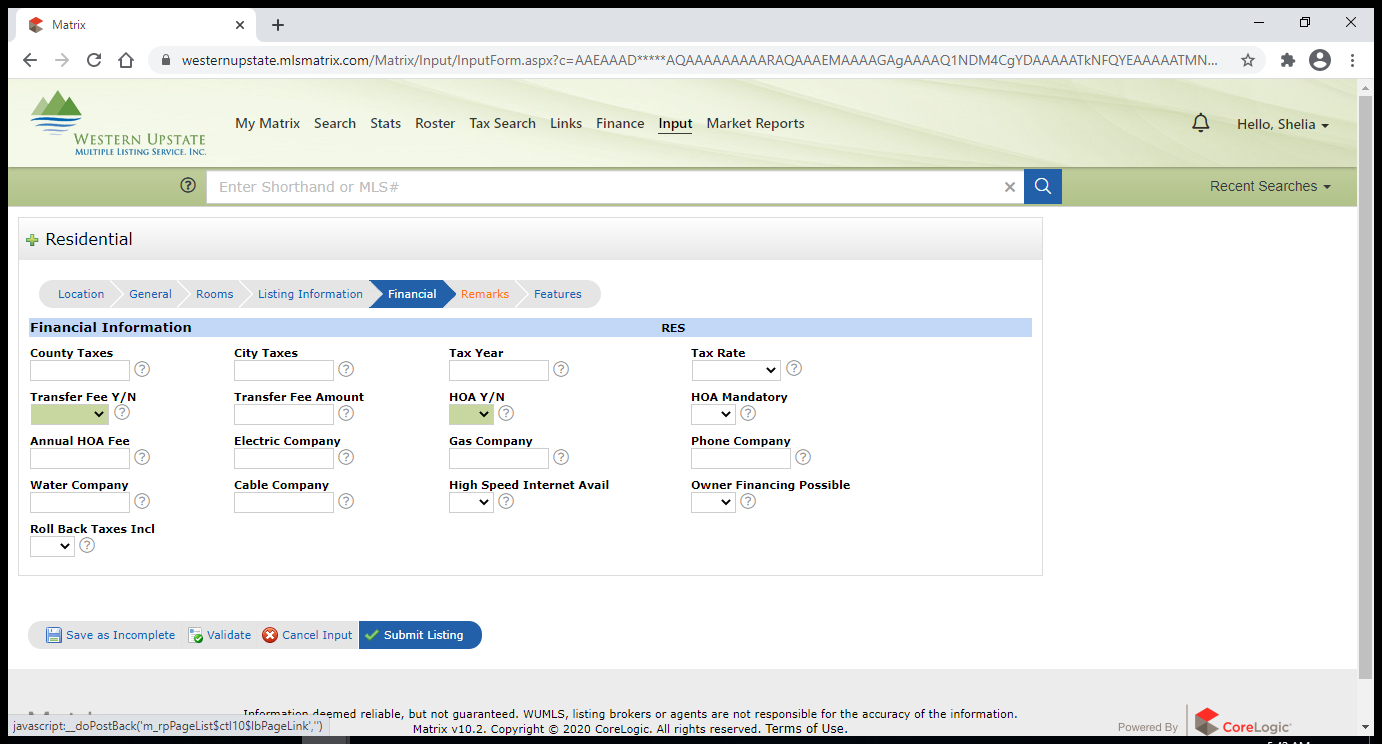 Matrix
westernupstate.mlsmatrix.com/Matrix/Input/InputForm.aspx?c=AAEAAAD*****AQAAAAAAAAARAQAAAEMAAAAGAgAAAAQ1NDM4CgYDAAAAATkNFQYEAAAAATMN...
WESTERN UPSTATE
MULTIPLE LISTING SERVICE, INC.
My Matrix Search Stats Roster Tax Search Links Finance Input Market Reports
Hello, Shelia
Enter Shorthand or MLS#
Recent Searches
Residential
Location General Rooms Listing Information Financial Remarks Features
Financial Information RES
County Taxes City Taxes Tax Year Tax Rate
Transfer Fee Y/N Transfer Fee Amount HOA Y/N HOA Mandatory
Annual HOA Fee Electric Company Gas Company Phone Company
Water Company Cable Company High Speed Internet Avail Owner Financing Possible
Roll Back Taxes Incl
Save as Incomplete Validate Cancel Input Submit Listing
Information deemed reliable, but not guaranteed. WUMLS, listing brokers or agents are not responsible for the accuracy of the information.
Matrix v10.2. Copyright © 2020 CoreLogic. All rights reserved. Terms of Use.
Powered By CoreLogic
javascript:__doPostBack('m_rpPageList$ctl10$lbPageLink','')